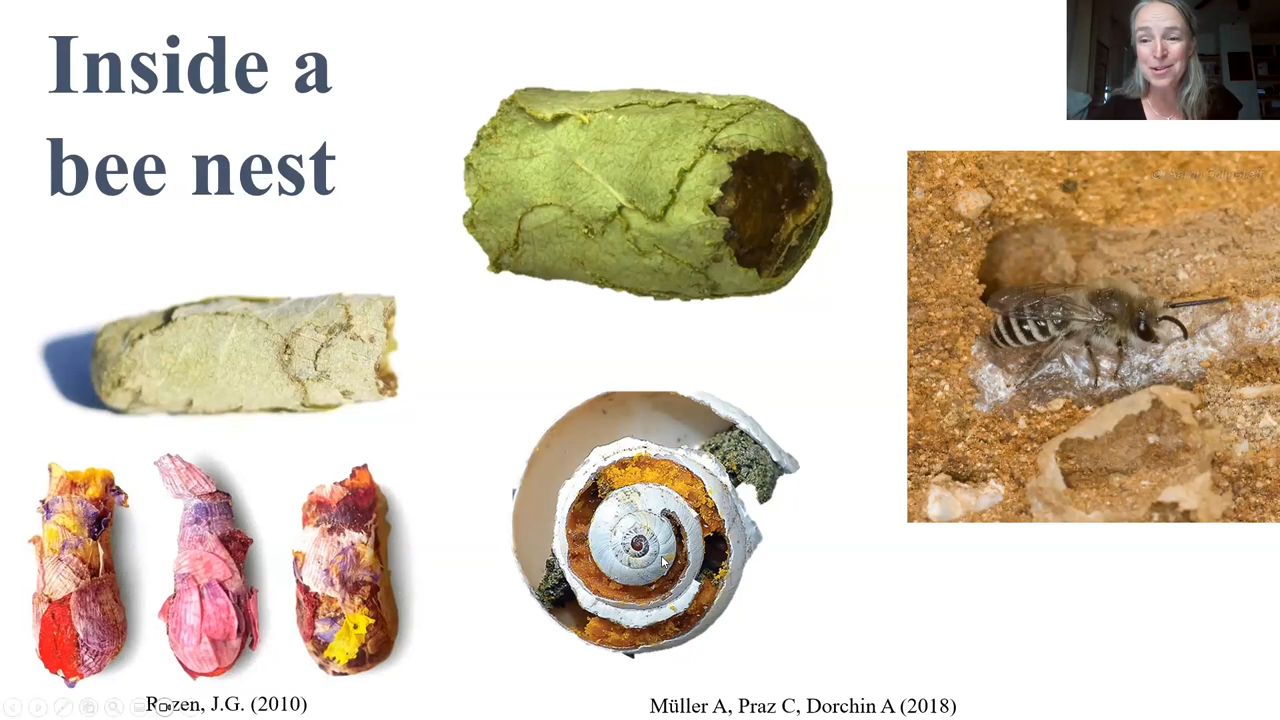 Inside a
bee nest
Rozen, J.G. (2010)
Müller A, Praz C, Dorchin A (2018)